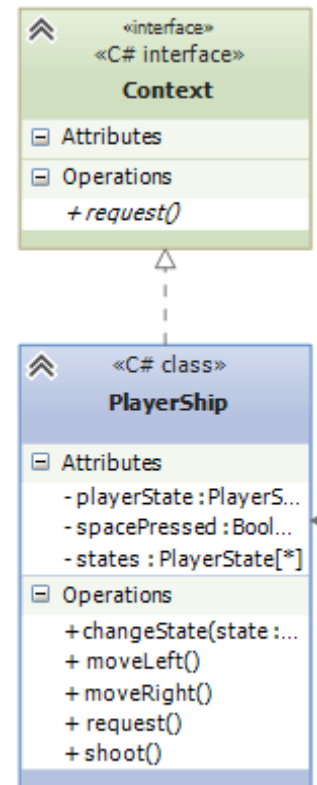 «interface»
«C# interface»
Context
Attributes
Operations
+ request()
«C# class»
PlayerShip
Attributes
- playerState : PlayerS...
- spacePressed : Bool...
- states : PlayerState[*]
Operations
+ changeState(state :...
+ moveLeft()
+ moveRight()
+ request()
+ shoot()